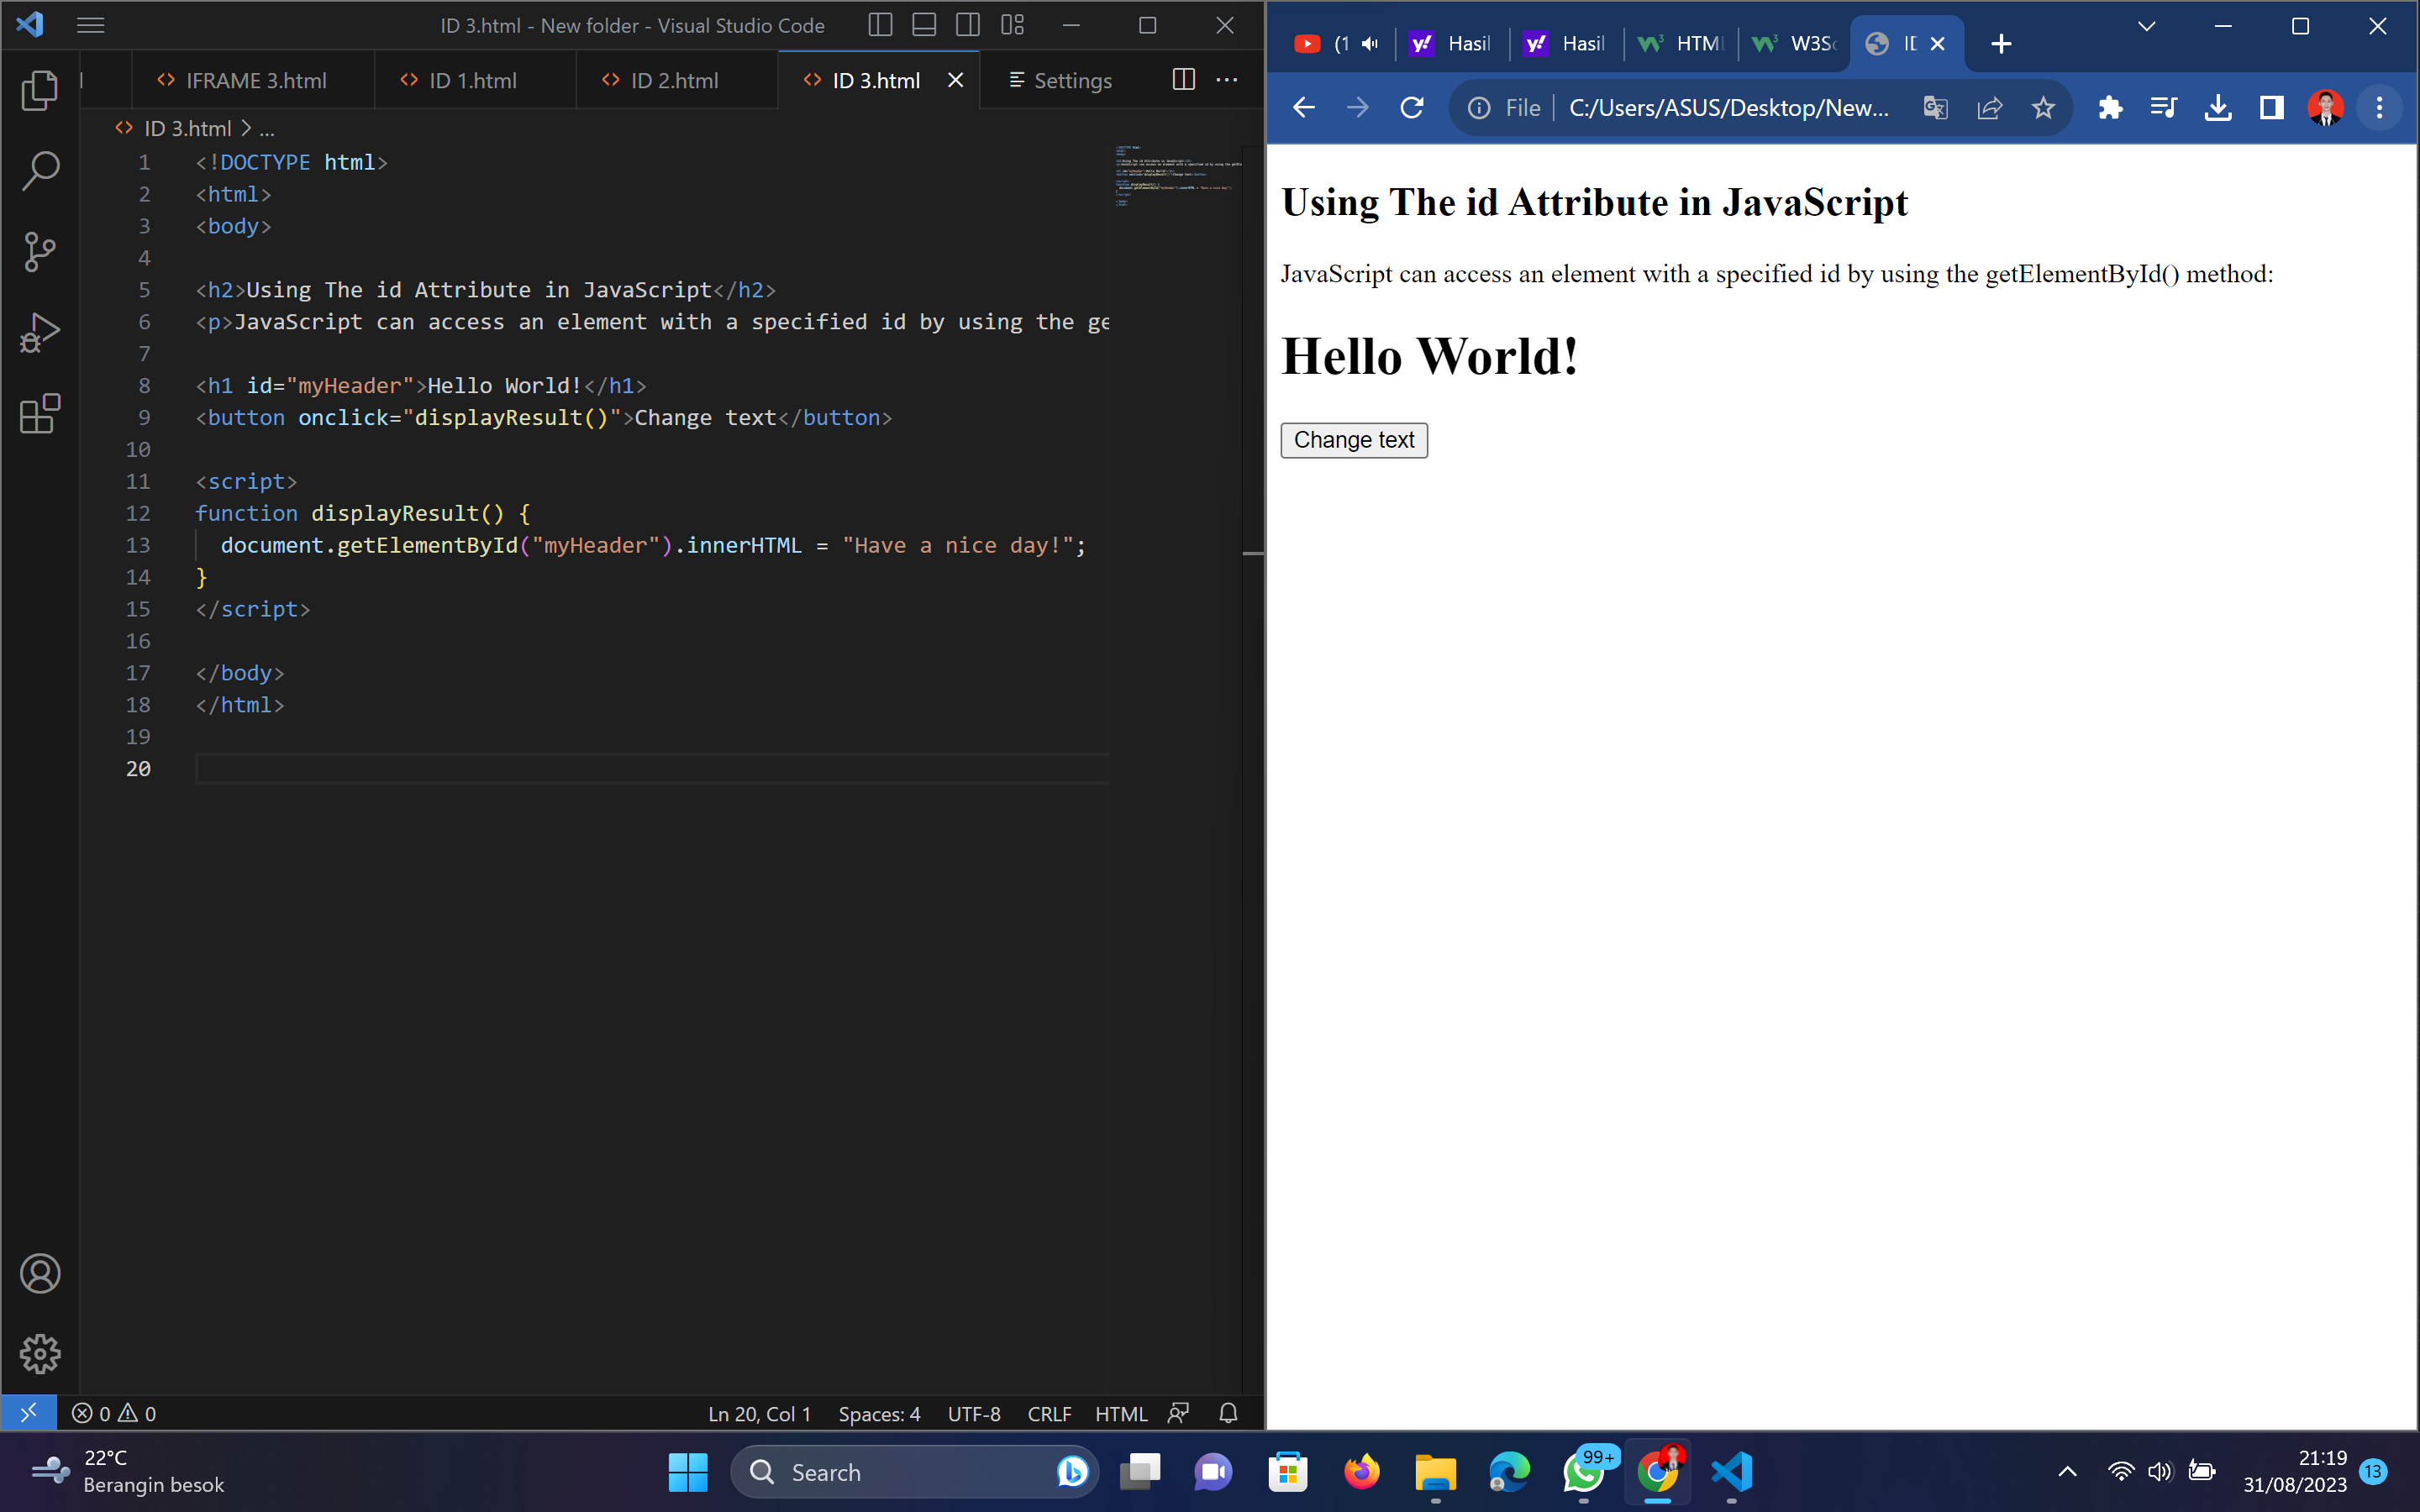 ID 3.html - New folder - Visual Studio Code
IFRAME 3.html
ID 1.html
ID 2.html
ID 3.html
Settings
ID 3.html > ...
1 <!DOCTYPE html>
2 <html>
3 <body>
4
5 <h2>Using The id Attribute in JavaScript</h2>
6 <p>JavaScript can access an element with a specified id by using the ge
7
8 <h1 id="myHeader">Hello World!</h1>
9 <button onclick="displayResult()">Change text</button>
10
11 <script>
12 function displayResult() {
13 document.getElementById("myHeader").innerHTML = "Have a nice day!";
14 }
15 </script>
16
17 </body>
18 </html>
19
20
0 0
Ln 20, Col 1 Spaces: 4 UTF-8 CRLF HTML
(1 Hasil Hasil HTML W3Sc ID
File C:/Users/ASUS/Desktop/New...
Using The id Attribute in JavaScript
JavaScript can access an element with a specified id by using the getElementById() method:
Hello World!
Change text
22°C
Berangin besok
Search
99+
21:19
31/08/2023
13